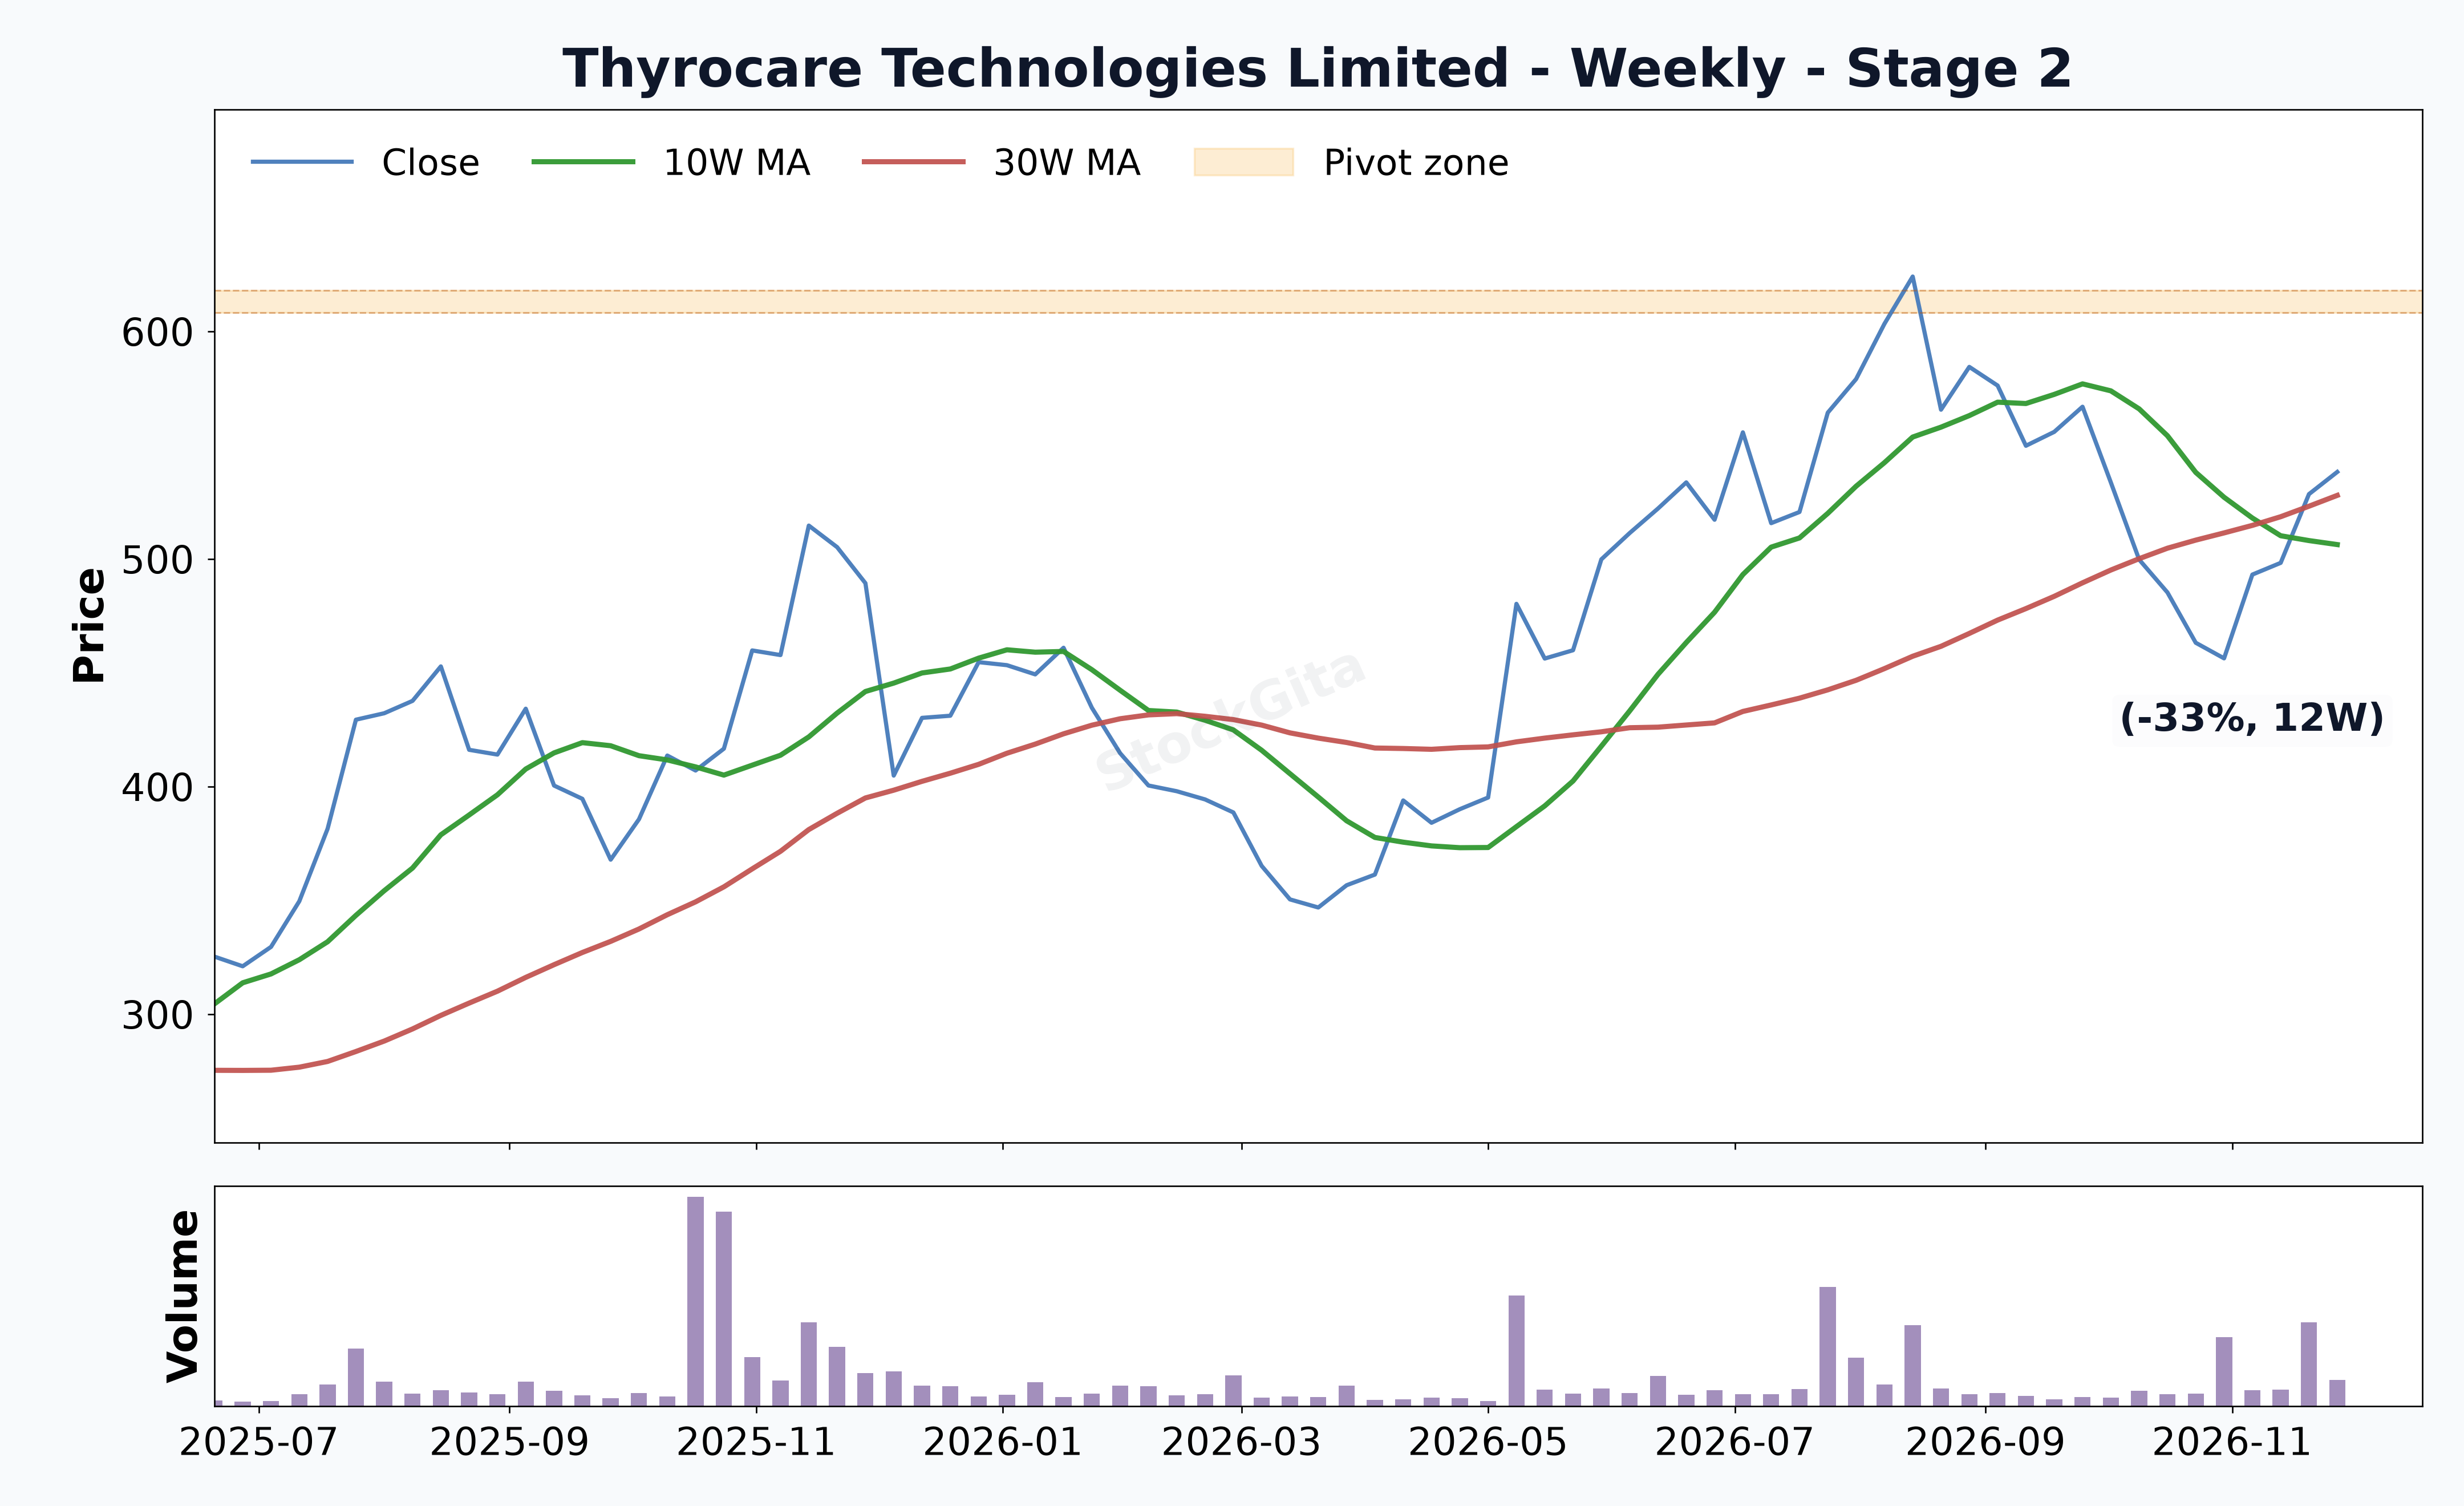 Thyrocare Technologies Limited - Weekly - Stage 2
Close
10W MA
30W MA
Pivot zone
Price
600
500
400
300
StockGita
(-33%, 12W)
Volume
2025-07
2025-09
2025-11
2026-01
2026-03
2026-05
2026-07
2026-09
2026-11